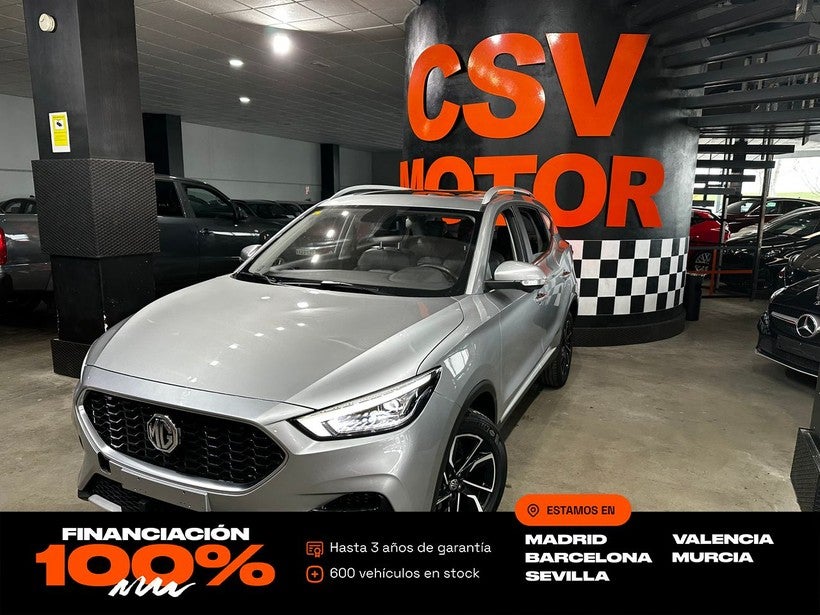 CSV
MOTOR
MG
FINANCIACIÓN
100%
Hasta 3 años de garantía
600 vehículos en stock
ESTAMOS EN
MADRID
BARCELONA
SEVILLA
VALENCIA
MURCIA